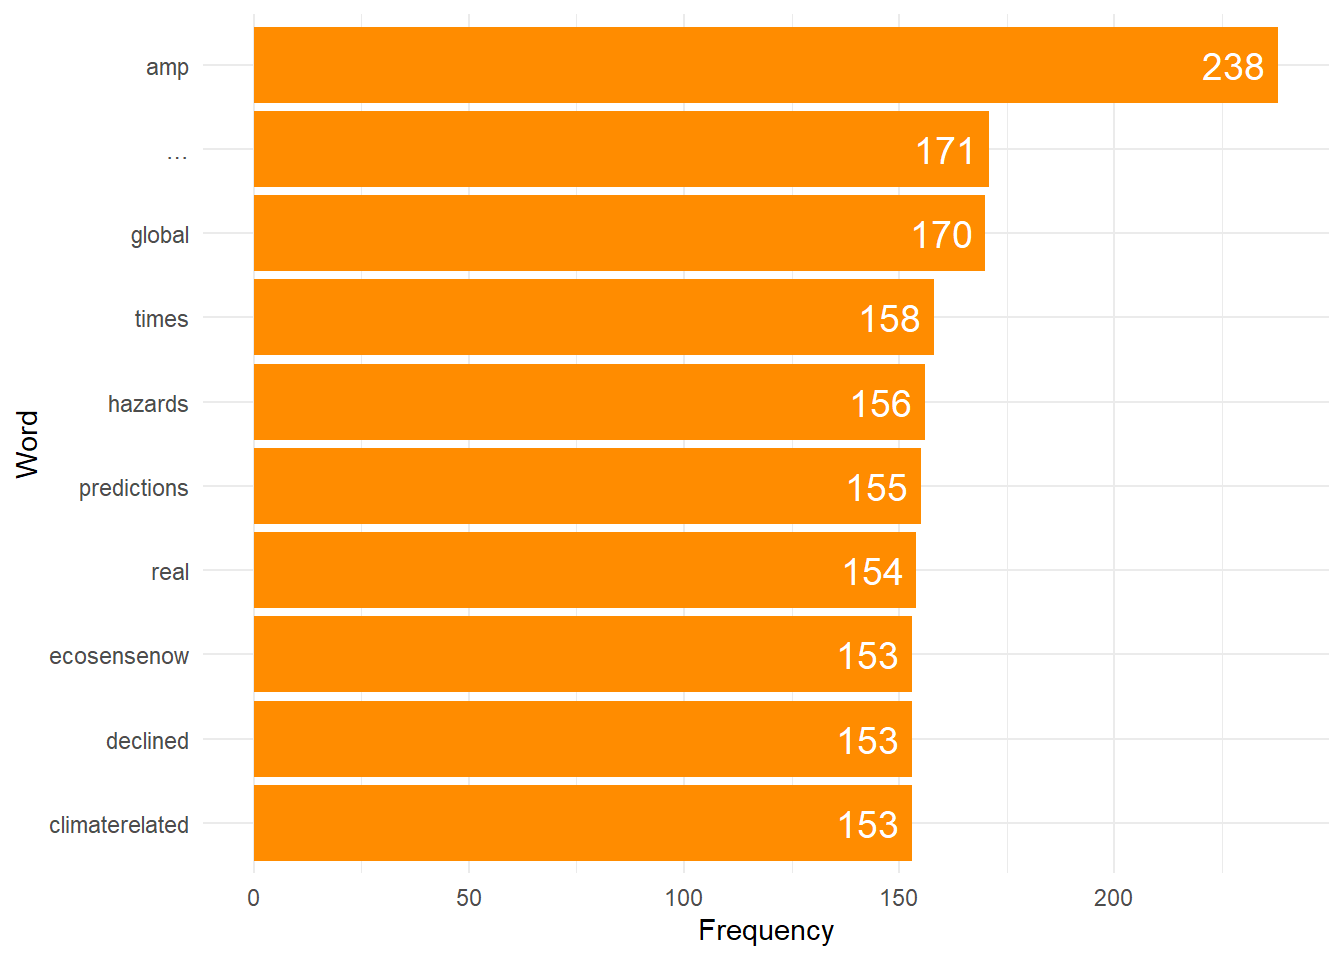 amp 238
… 171
global 170
times 158
hazards 156
predictions 155
real 154
ecosensenow 153
declined 153
climaterelated 153
Word
0 50 100 150 200
Frequency